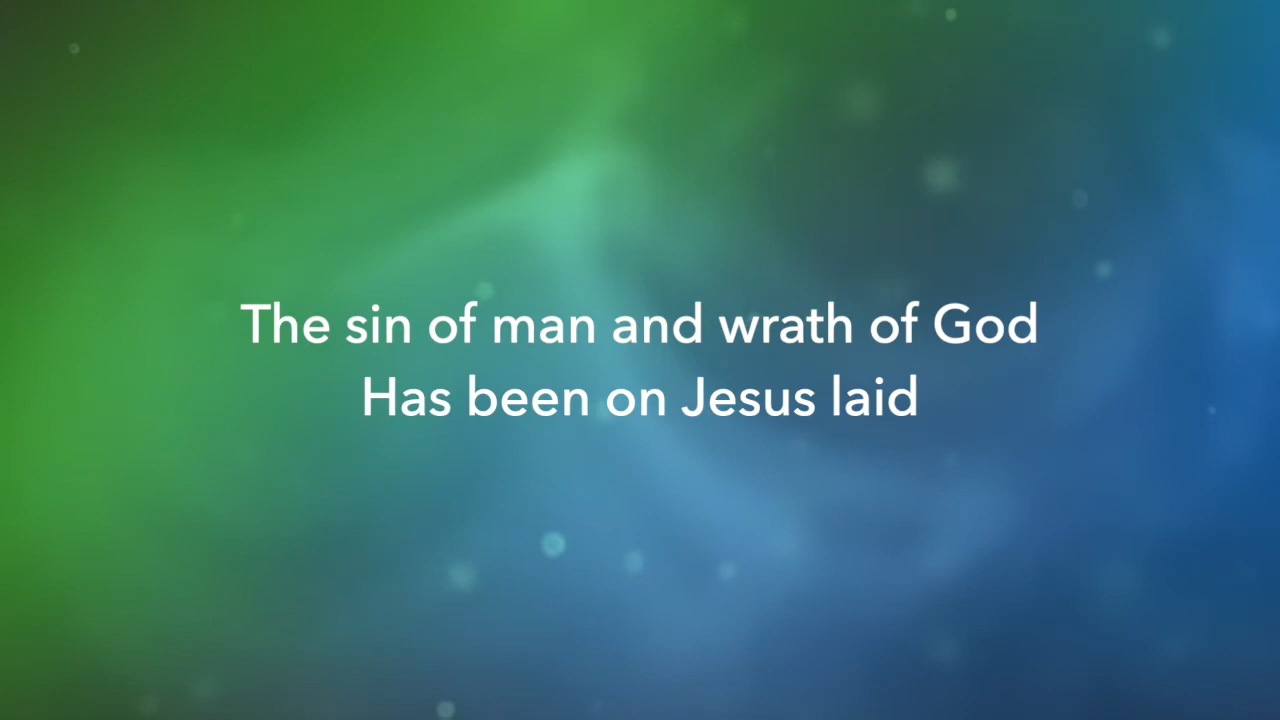 The sin of man and wrath of God
Has been on Jesus laid